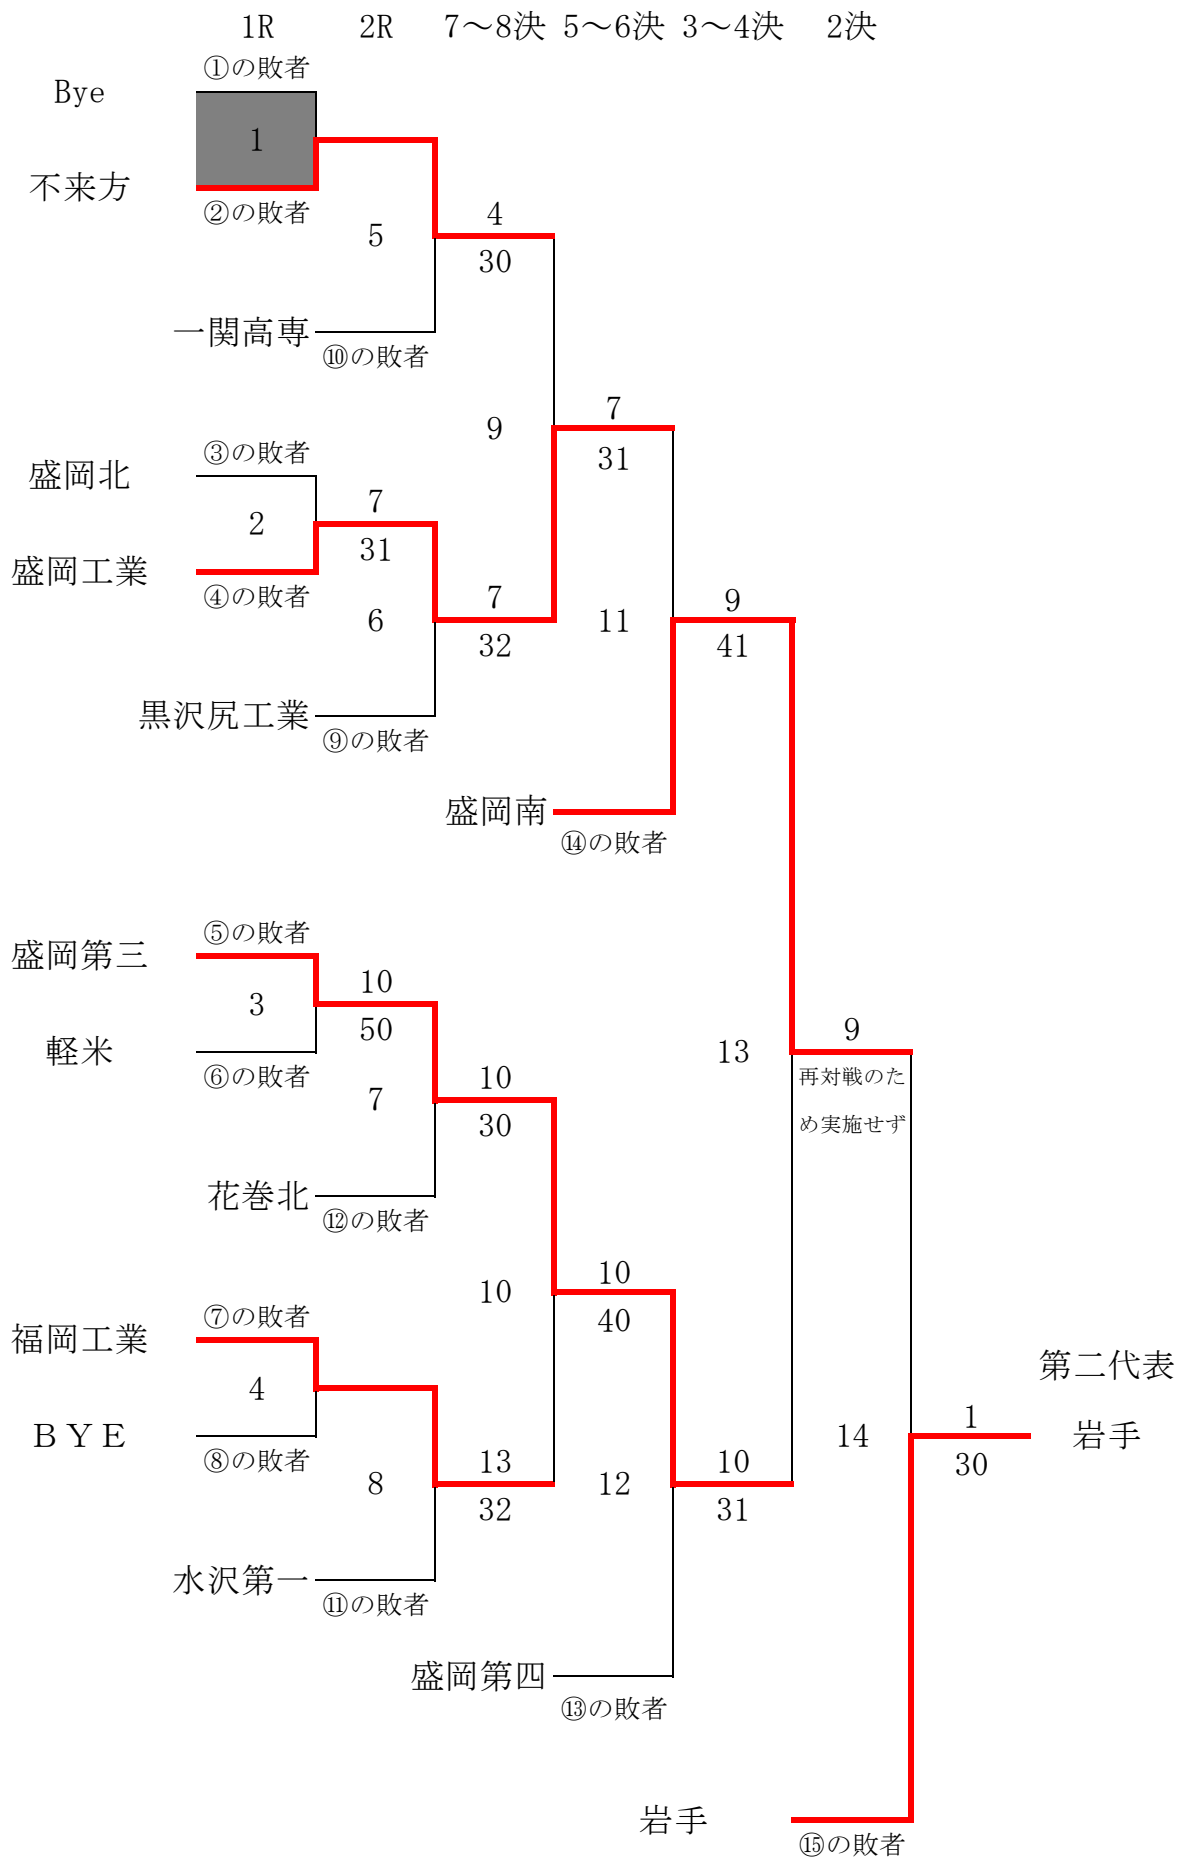 1R 2R 7～8決 5～6決 3～4決 2決
①の敗者
Bye
1
不来方
②の敗者
4
5
30
一関高専
⑩の敗者
7
9
③の敗者
31
盛岡北
7
2
31
盛岡工業
④の敗者
7
9
6
11
32
41
黒沢尻工業
⑨の敗者
盛岡南
⑭の敗者
⑤の敗者
盛岡第三
10
3
50
9
軽米
13
⑥の敗者
10
再対戦のた
7
30
め実施せず
花巻北
⑫の敗者
10
10
40
⑦の敗者
福岡工業
第二代表
4
1
ＢＹＥ
14
岩手
⑧の敗者
13
10
30
8
12
32
31
水沢第一
⑪の敗者
盛岡第四
⑬の敗者
岩手
⑮の敗者